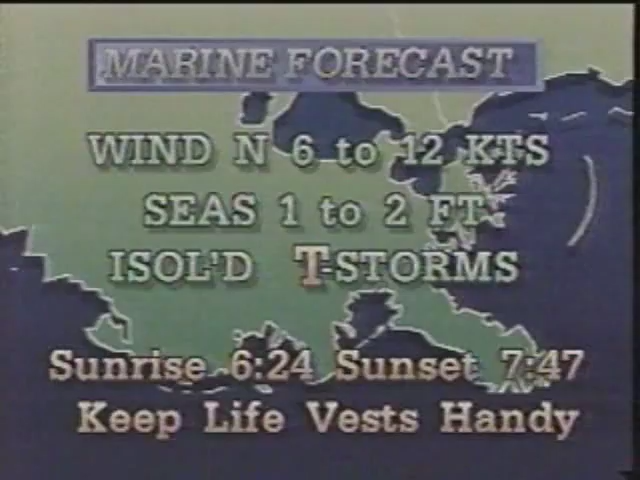 MARINE FORECAST
WIND N 6 to 12 KTS
SEAS 1 to 2 FT
ISOL'D T-STORMS
Sunrise 6:24 Sunset 7:47
Keep Life Vests Handy